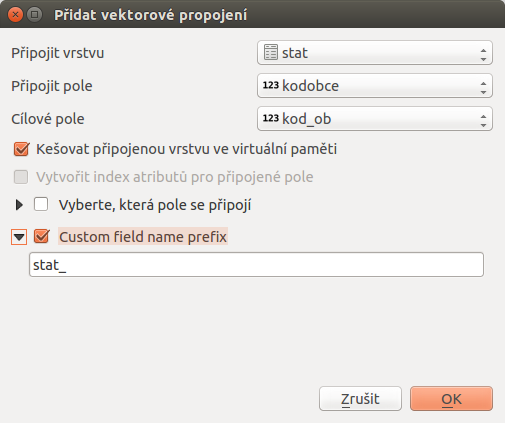 Přidat vektorové propojení
Připojit vrstvu stat
Připojit pole 123 kodobce
Cílové pole 123 kod_ob
Kešovat připojenou vrstvu ve virtuální paměti
Vytvořit index atributů pro připojené pole
Vyberte, která pole se připojí
Custom field name prefix
stat_
Zrušit OK